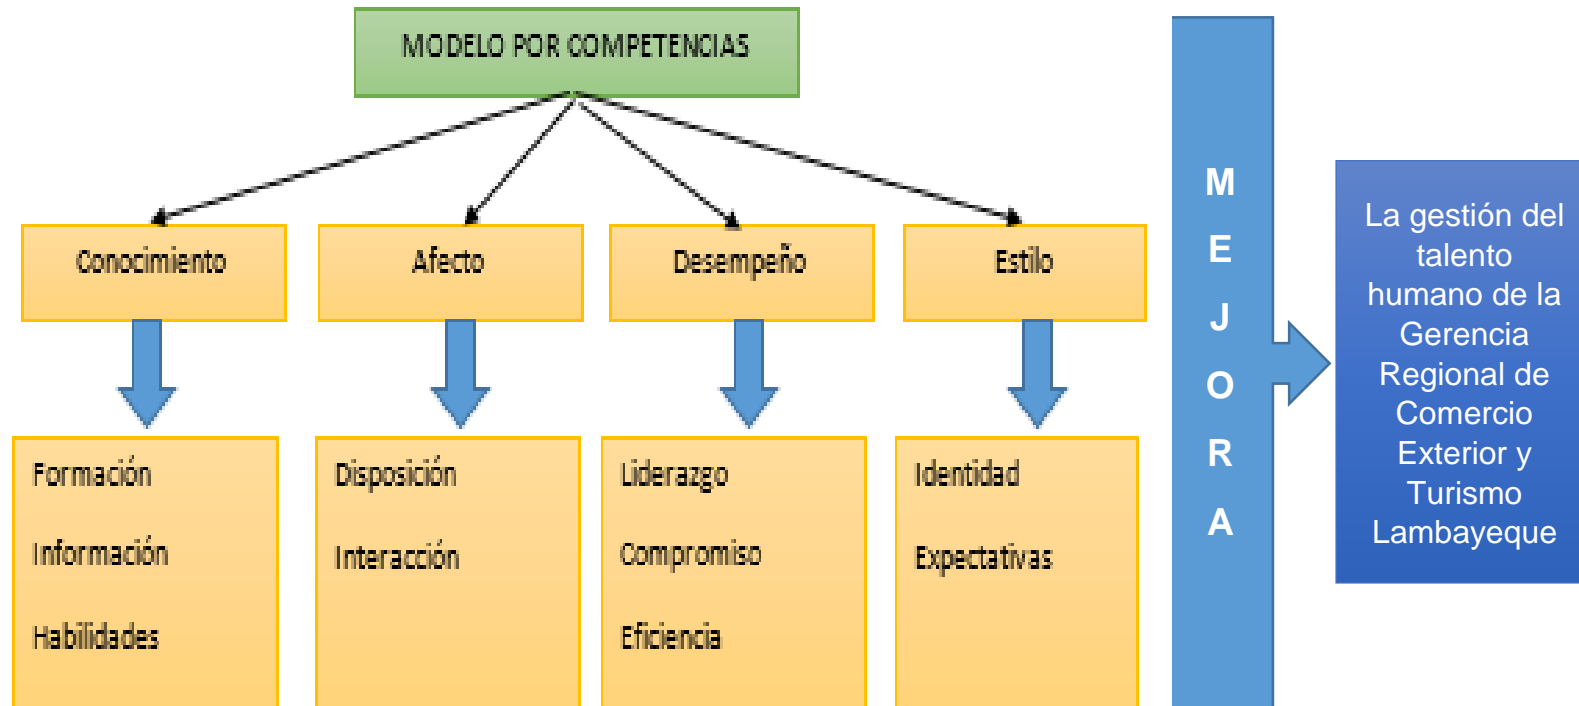 MODELO POR COMPETENCIAS
Conocimiento
Afecto
Desempeño
Estilo
Formación
Información
Habilidades
Disposición
Interacción
Liderazgo
Compromiso
Eficiencia
Identidad
Expectativas
M
E
J
O
R
A
La gestión del
talento
humano de la
Gerencia
Regional de
Comercio
Exterior y
Turismo
Lambayeque